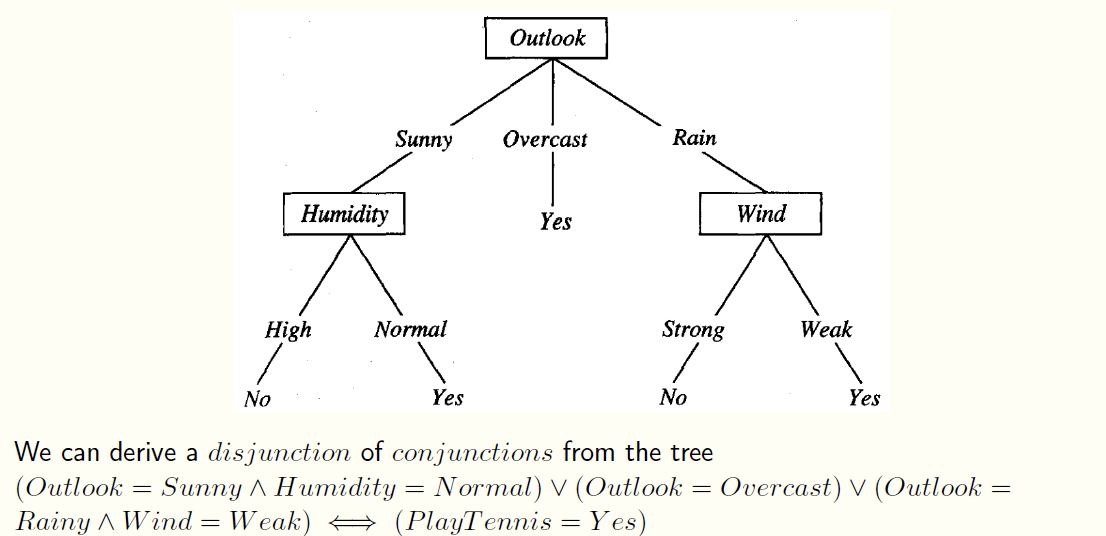 Outlook
Sunny Overcast Rain
Humidity Yes Wind
High Normal Strong Weak
No Yes No Yes
We can derive a disjunction of conjunctions from the tree
(Outlook = Sunny ∧ Humidity = Normal) ∨ (Outlook = Overcast) ∨ (Outlook =
Rainy ∧ Wind = Weak) ⟺ (PlayTennis = Yes)